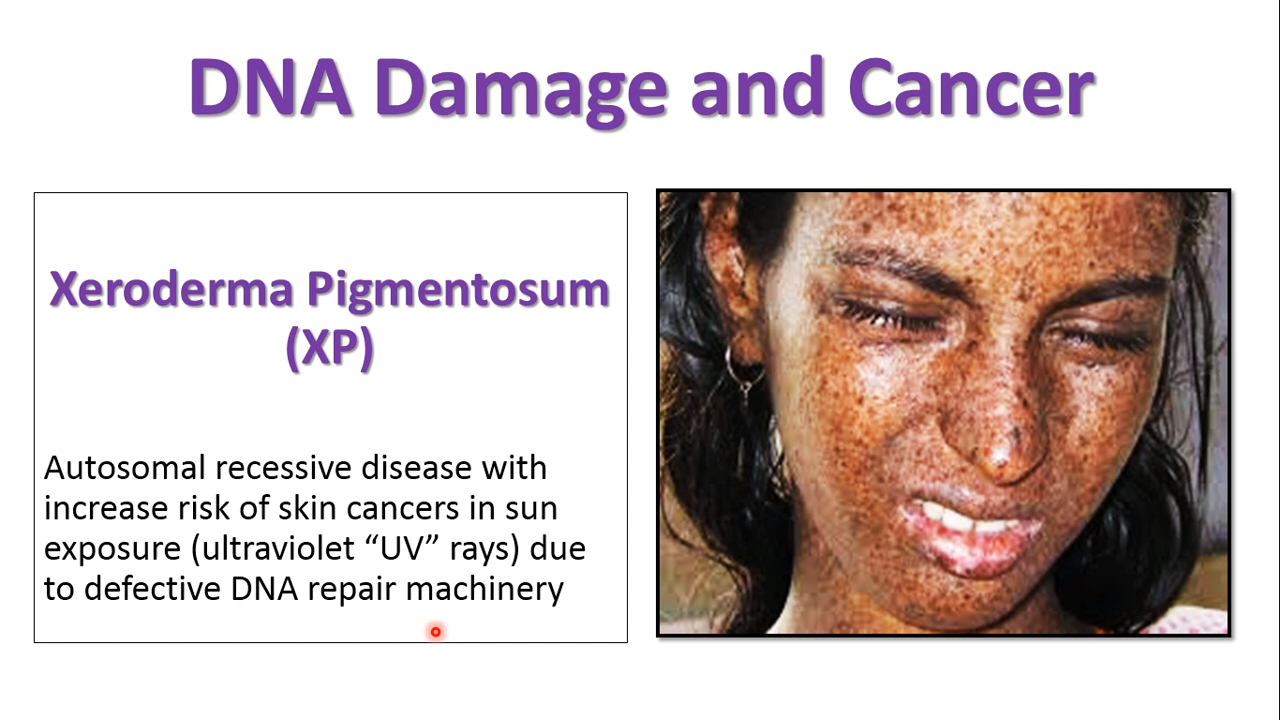 DNA Damage and Cancer
Xeroderma Pigmentosum
(XP)
Autosomal recessive disease with
increase risk of skin cancers in sun
exposure (ultraviolet “UV” rays) due
to defective DNA repair machinery